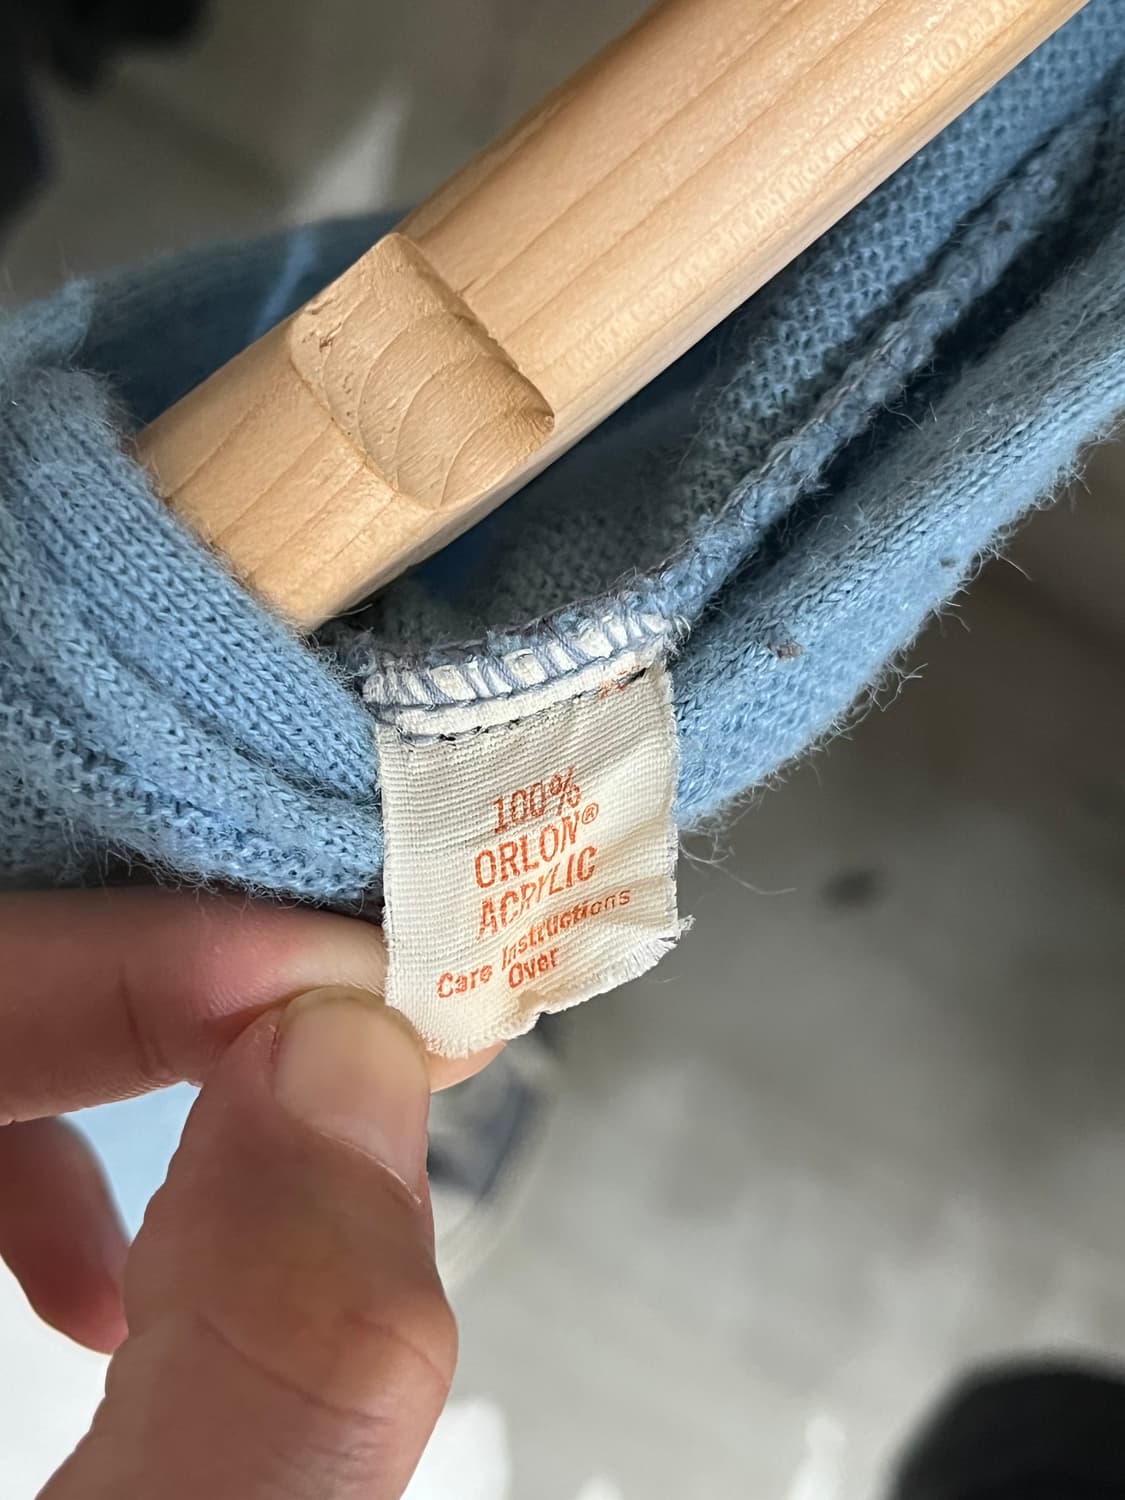 100%
ORLON®
ACRYLIC
Care Instructions
Over